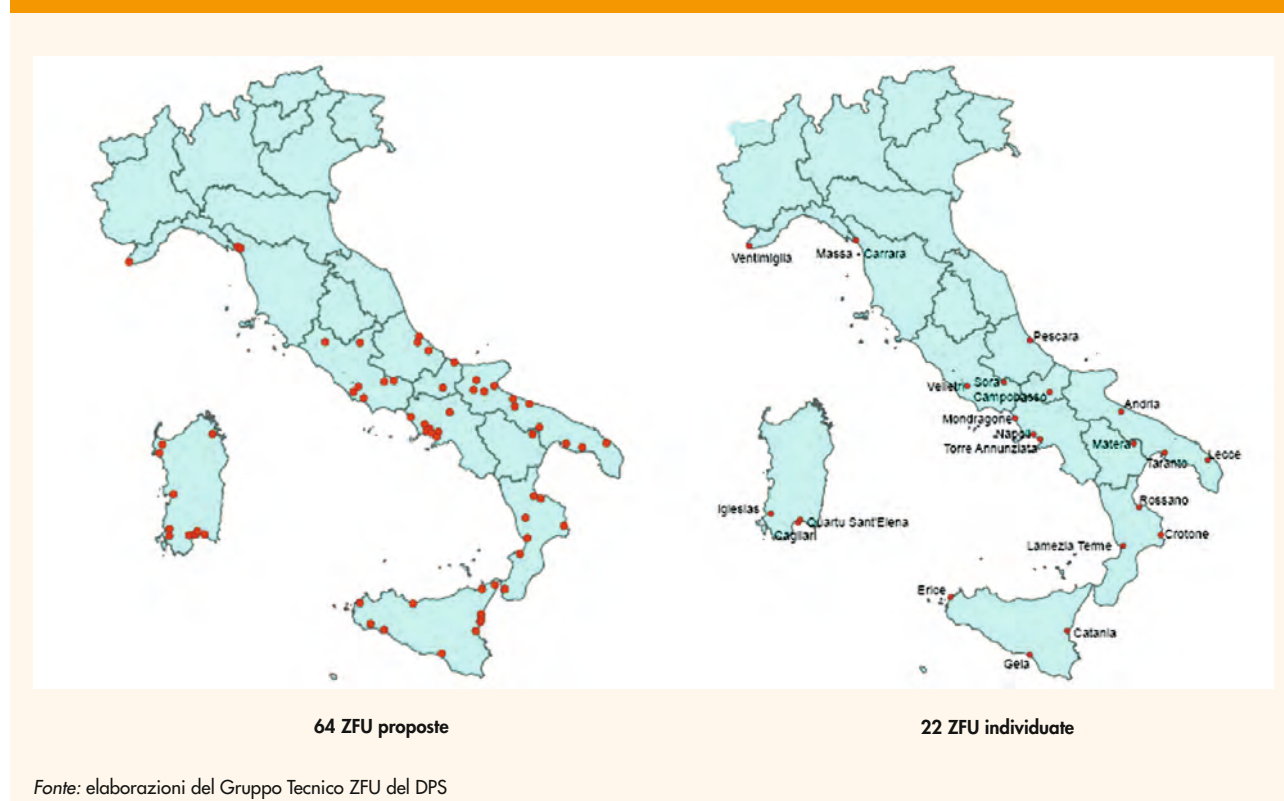 Ventimiglia
Massa - Carrara
Pescara
Velletri
Sora
Campobasso
Andria
Mondragone
Napoli
Torre Annunziata
Matera
Taranto
Lecce
Rossano
Iglesias
Quartu Sant'Elena
Cagliari
Crotone
Lamezia Terme
Erice
Catania
Gela
64 ZFU proposte
22 ZFU individuate
Fonte: elaborazioni del Gruppo Tecnico ZFU del DPS